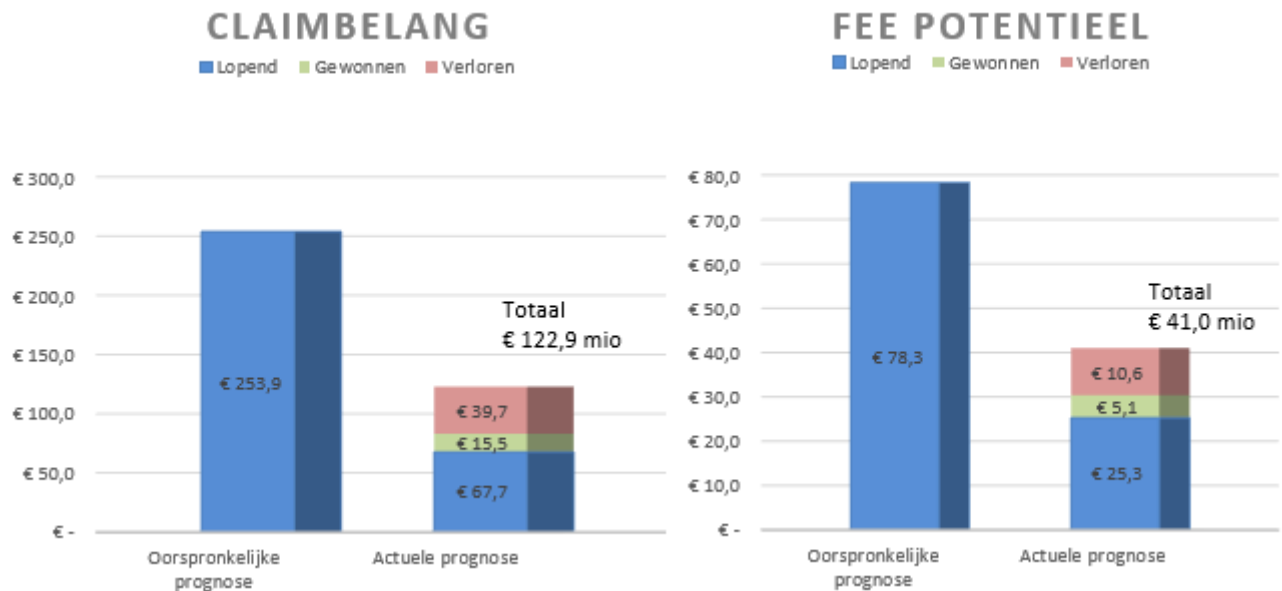 CLAIMBELANG
Lopend Gewonnen Verloren
€ 300,0
€ 250,0
€ 200,0
€ 150,0
€ 100,0
€ 50,0
€ -
€ 253,9
Totaal
€ 122,9 mio
€ 39,7
€ 15,5
€ 67,7
Oorspronkelijke
prognose
Actuele prognose
FEE POTENTIEEL
Lopend Gewonnen Verloren
€ 80,0
€ 70,0
€ 60,0
€ 50,0
€ 40,0
€ 30,0
€ 20,0
€ 10,0
€ -
€ 78,3
Totaal
€ 41,0 mio
€ 10,6
€ 5,1
€ 25,3
Oorspronkelijke
prognose
Actuele prognose